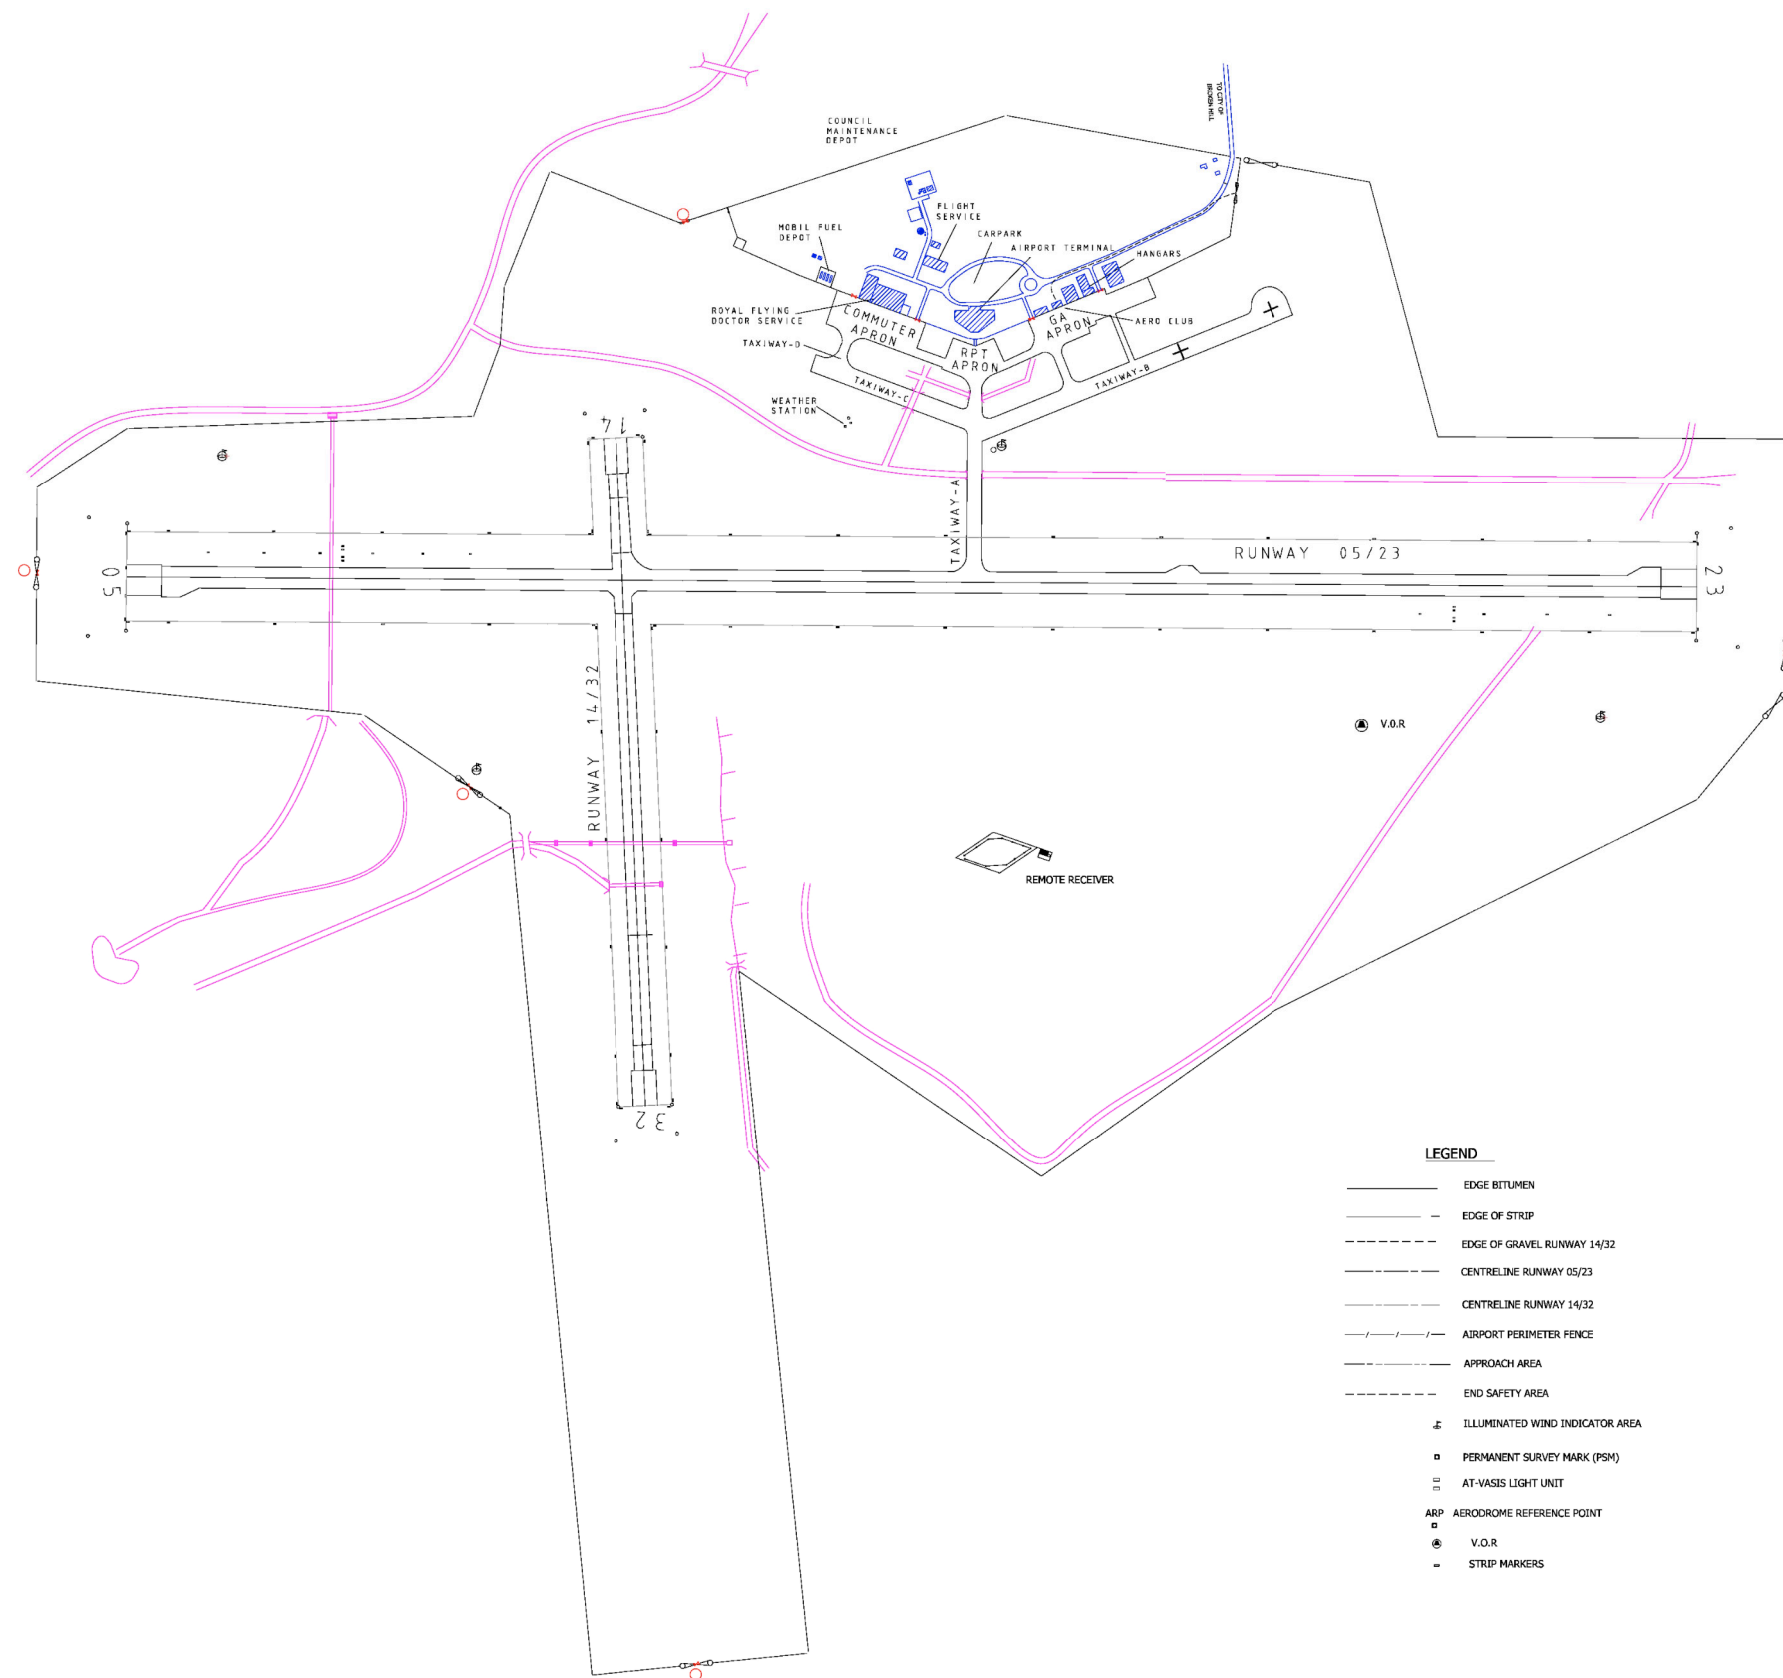 TO CITY OF
BROKEN HILL
COUNCIL
MAINTENANCE
DEPOT
FLIGHT
SERVICE
MOBIL FUEL
DEPOT
CARPARK
AIRPORT TERMINAL
HANGARS
ROYAL FLYING
DOCTOR SERVICE
COMMUTER
APRON
GA
APRON
AERO CLUB
TAXIWAY-D
RPT
APRON
TAXIWAY-C
TAXIWAY-B
WEATHER
STATION
14
TAXIWAY-A
RUNWAY 05/23
05
23
RUNWAY 14/32
V.O.R
REMOTE RECEIVER
32
LEGEND
EDGE BITUMEN
EDGE OF STRIP
EDGE OF GRAVEL RUNWAY 14/32
CENTRELINE RUNWAY 05/23
CENTRELINE RUNWAY 14/32
AIRPORT PERIMETER FENCE
APPROACH AREA
END SAFETY AREA
ILLUMINATED WIND INDICATOR AREA
PERMANENT SURVEY MARK (PSM)
AT-VASIS LIGHT UNIT
ARP AERODROME REFERENCE POINT
V.O.R
STRIP MARKERS